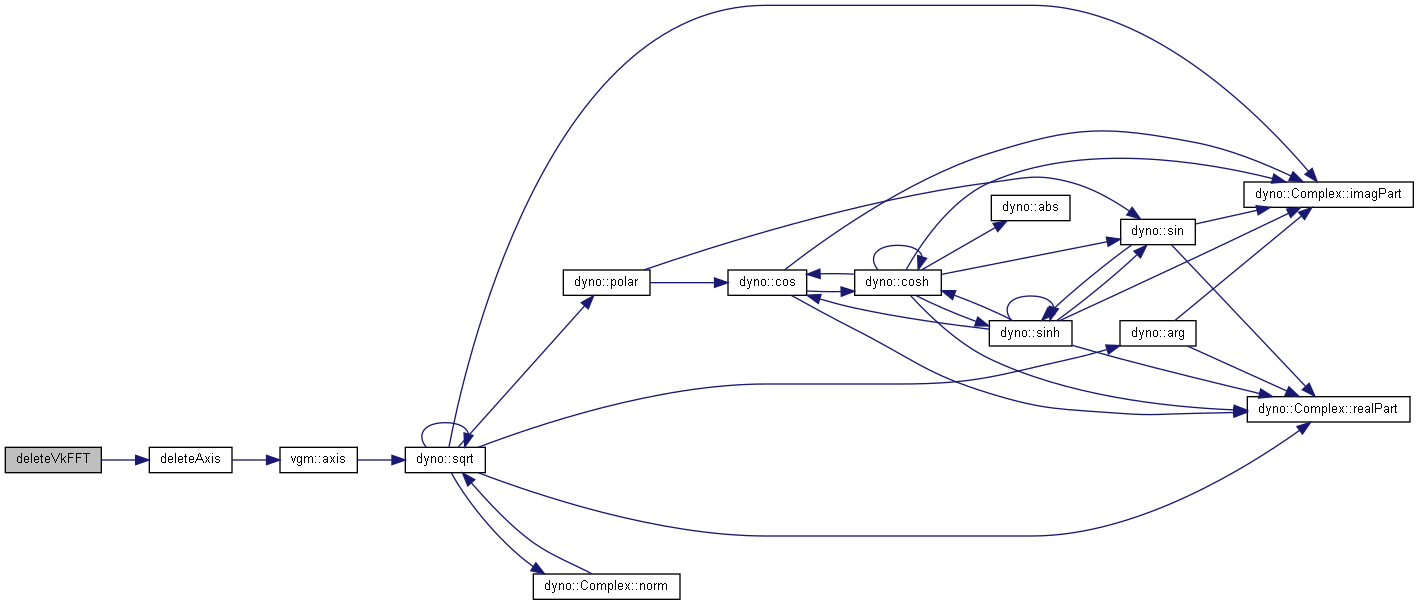 dyno::Complex::imagPart
dyno::abs
dyno::sin
dyno::polar
dyno::cos
dyno::cosh
dyno::sinh
dyno::arg
dyno::Complex::realPart
deleteVkFFT
deleteAxis
vgm::axis
dyno::sqrt
dyno::Complex::norm